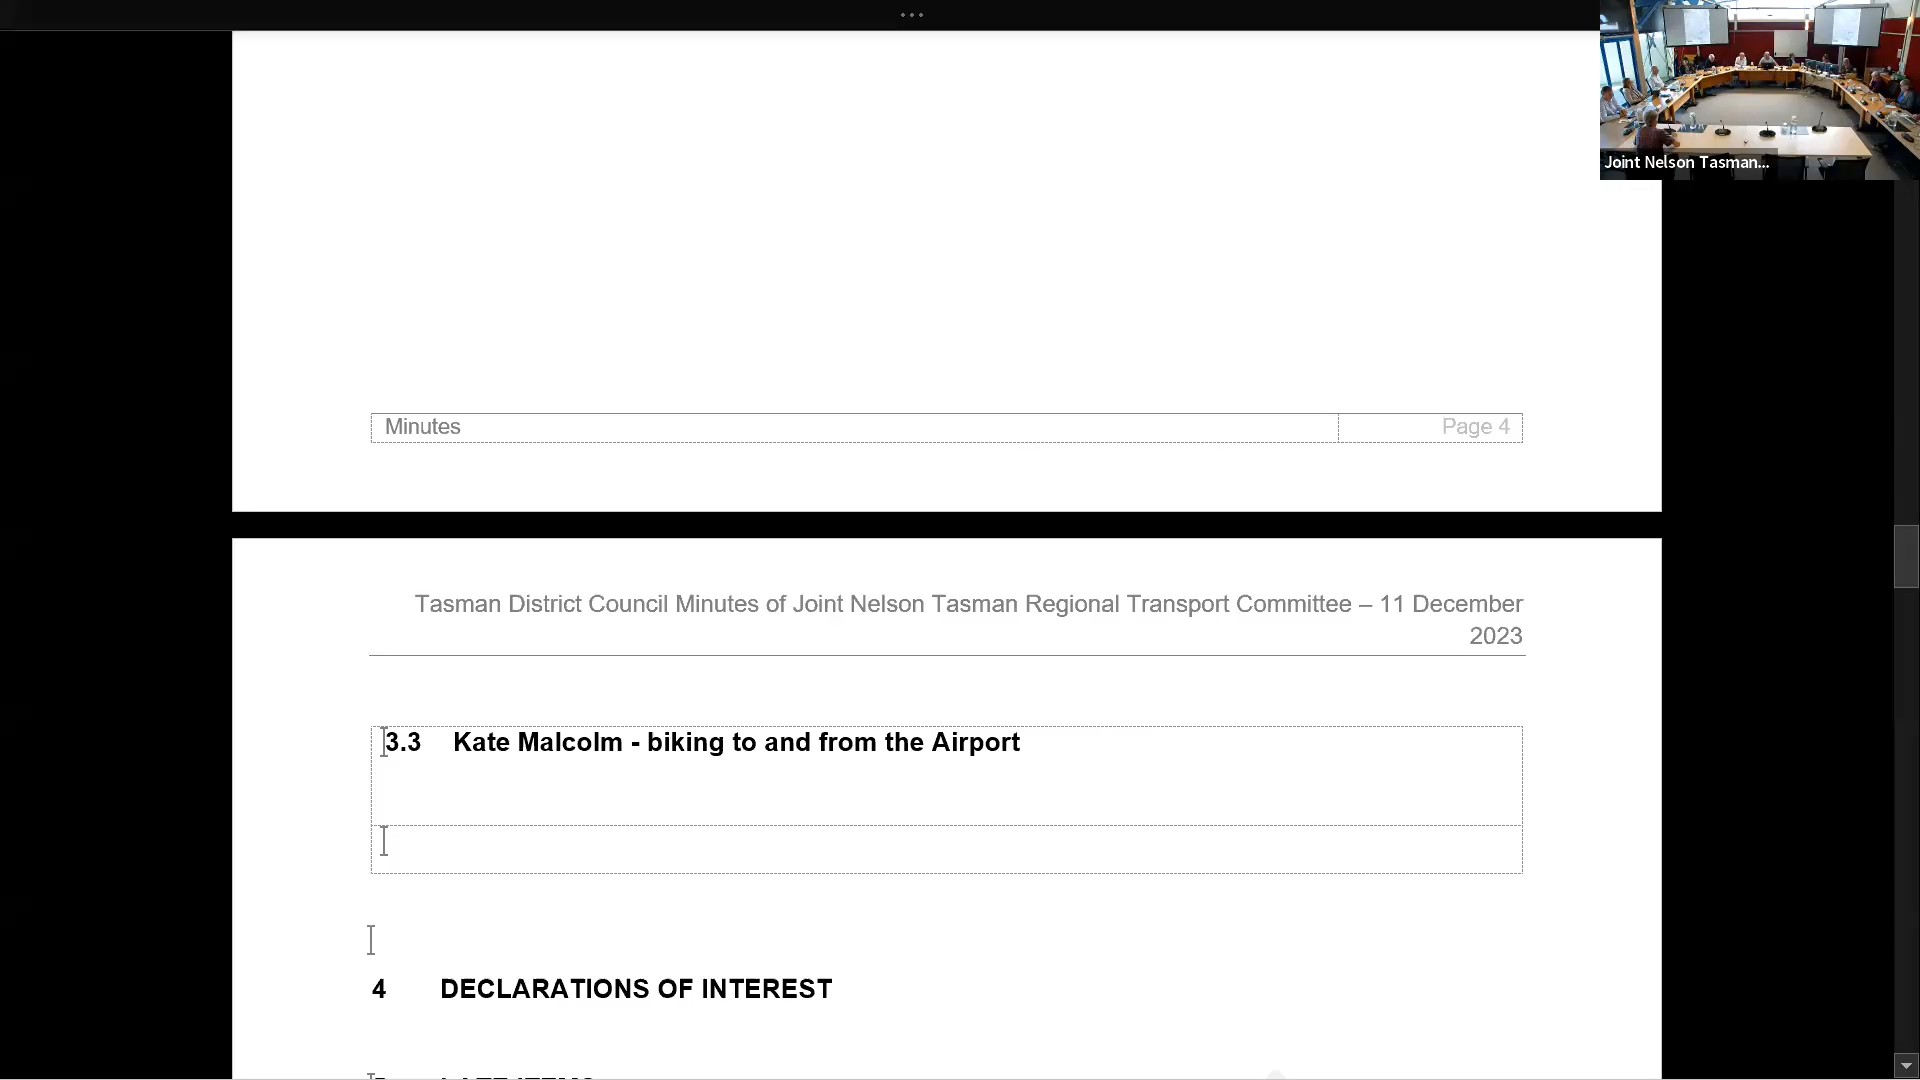 Joint Nelson Tasman...
Minutes
Page 4
Tasman District Council Minutes of Joint Nelson Tasman Regional Transport Committee – 11 December
2023
3.3 Kate Malcolm - biking to and from the Airport
4 DECLARATIONS OF INTEREST